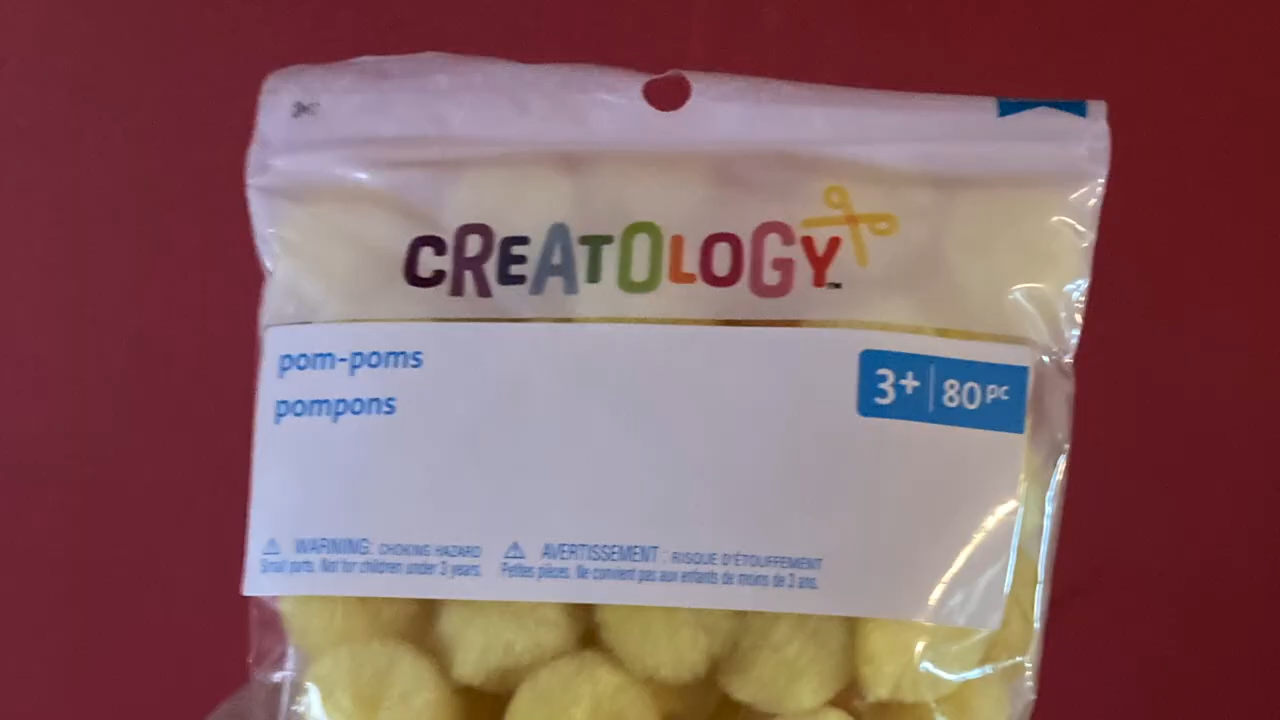 CREATOLOGY™
pom-poms
pompons
3+ | 80 pc
⚠ WARNING: CHOKING HAZARD
Small parts. Not for children under 3 years.
⚠ AVERTISSEMENT : RISQUE D'ÉTOUFFEMENT
Petites pièces. Ne convient pas aux enfants de moins de 3 ans.